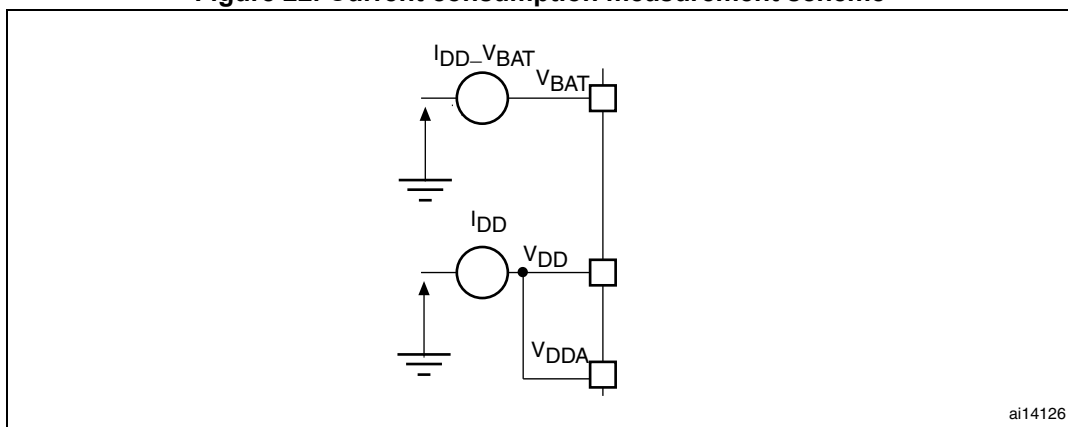 Figure 22. Current consumption measurement scheme
IDD_VBAT
VBAT
IDD
VDD
VDDA
ai14126